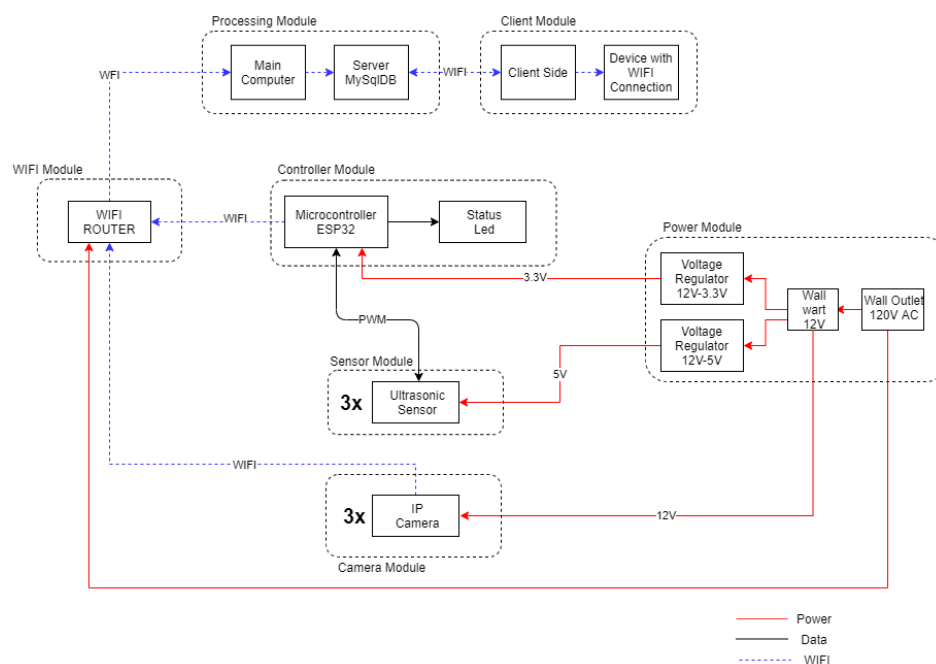 Processing Module
Client Module
Main
Computer
Server
MySqlDB
WIFI
Client Side
Device with
WIFI
Connection
WFI
WIFI Module
Controller Module
WIFI
ROUTER
WIFI
Microcontroller
ESP32
Status
Led
Power Module
3.3V
Voltage
Regulator
12V-3.3V
Wall
wart
12V
Wall Outlet
120V AC
PWM
Voltage
Regulator
12V-5V
Sensor Module
5V
3x
Ultrasonic
Sensor
WIFI
3x
IP
Camera
12V
Camera Module
Power
Data
WIFI